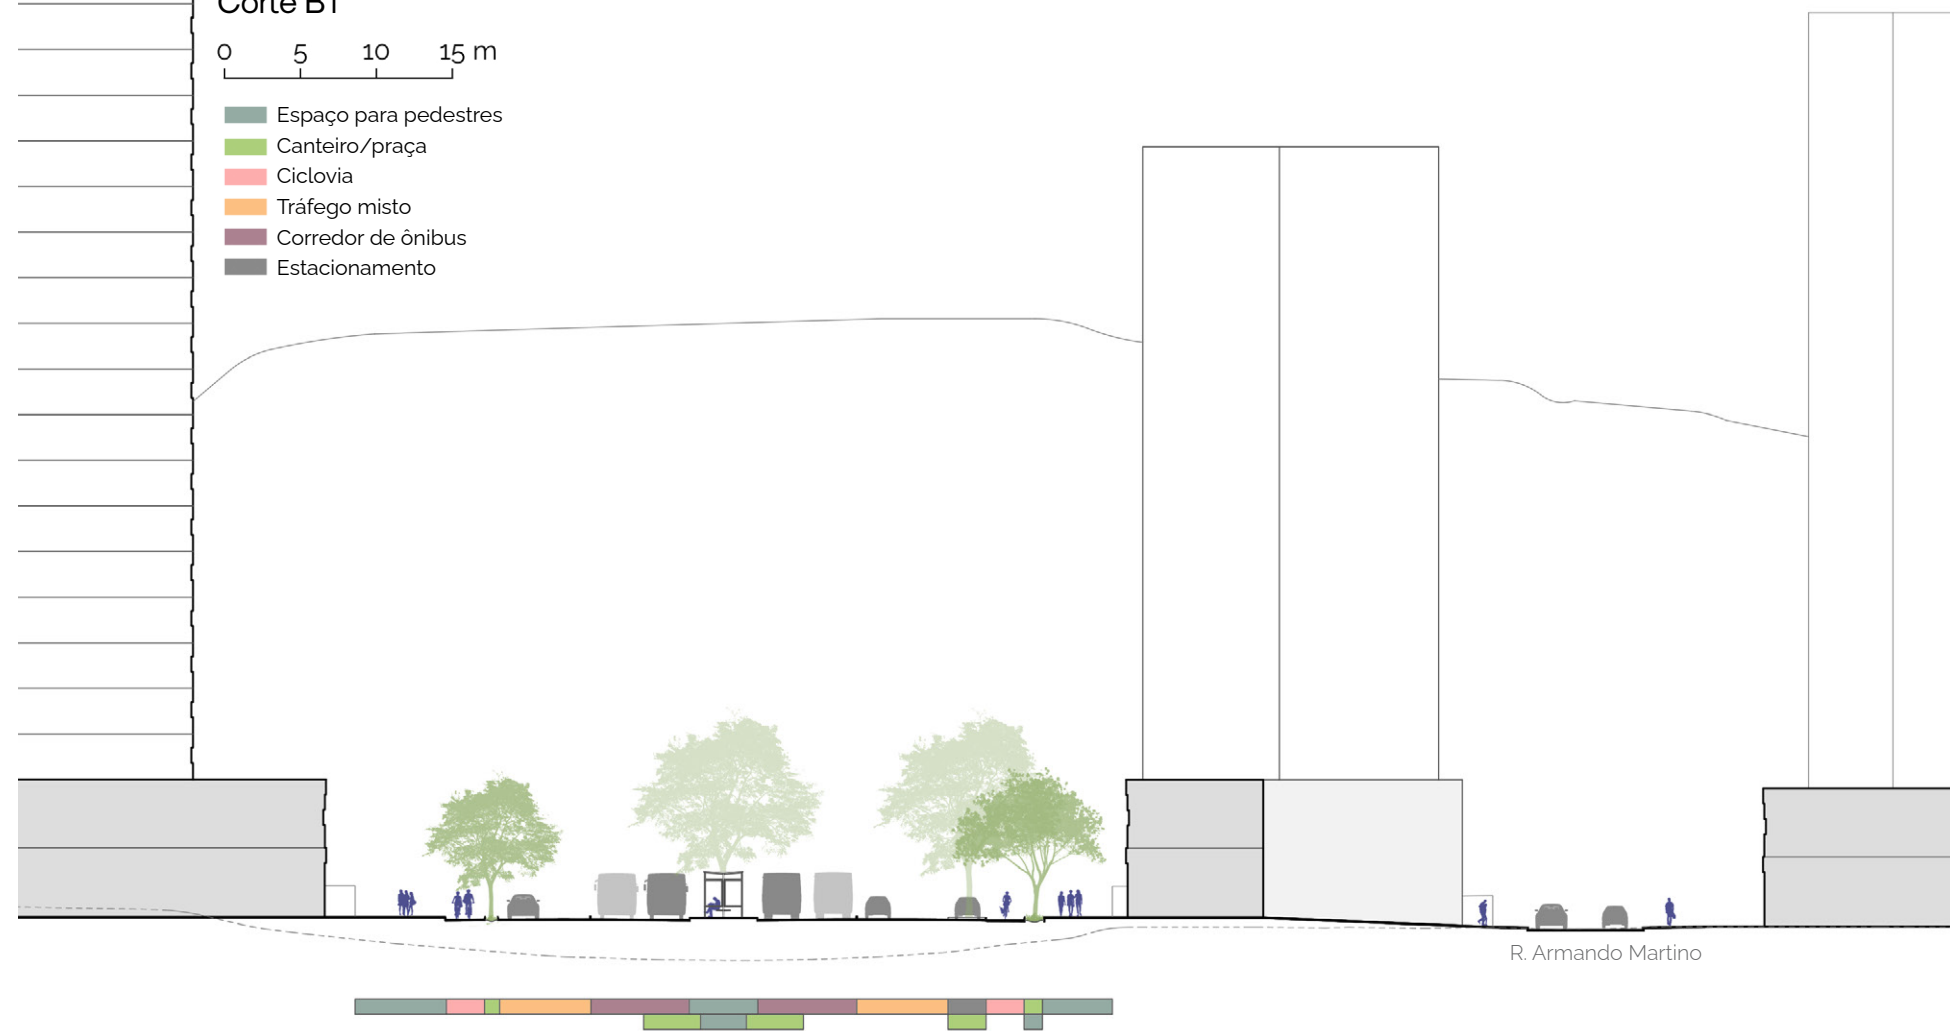 Corte B1
0 5 10 15 m
Espaço para pedestres
Canteiro/praça
Ciclovia
Tráfego misto
Corredor de ônibus
Estacionamento
R. Armando Martino